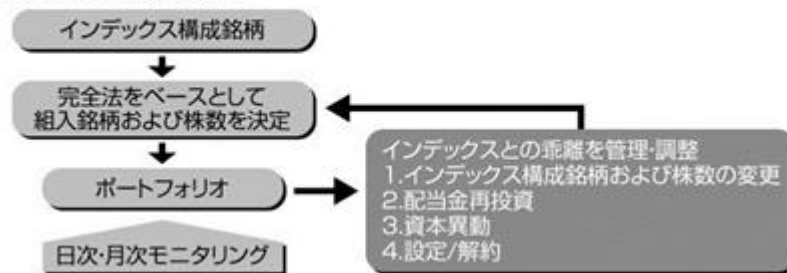 インデックス構成銘柄
完全法をベースとして
組入銘柄および株数を決定
ポートフォリオ
日次・月次モニタリング
インデックスとの乖離を管理・調整
1.インデックス構成銘柄および株数の変更
2.配当金再投資
3.資本異動
4.設定/解約